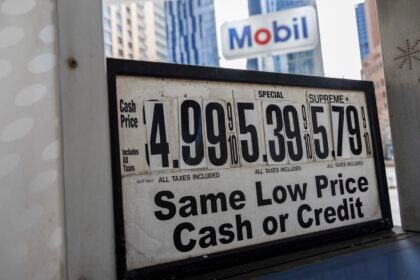 Mobil
SPECIAL
SUPREME+
Cash
Price
4.99 9/10 5.39 9/10 5.79 9/10
Includes
All
Taxes
ALL TAXES INCLUDED ALL TAXES INCLUDED ALL TAXES INCLUDED
Same Low Price
Cash or Credit